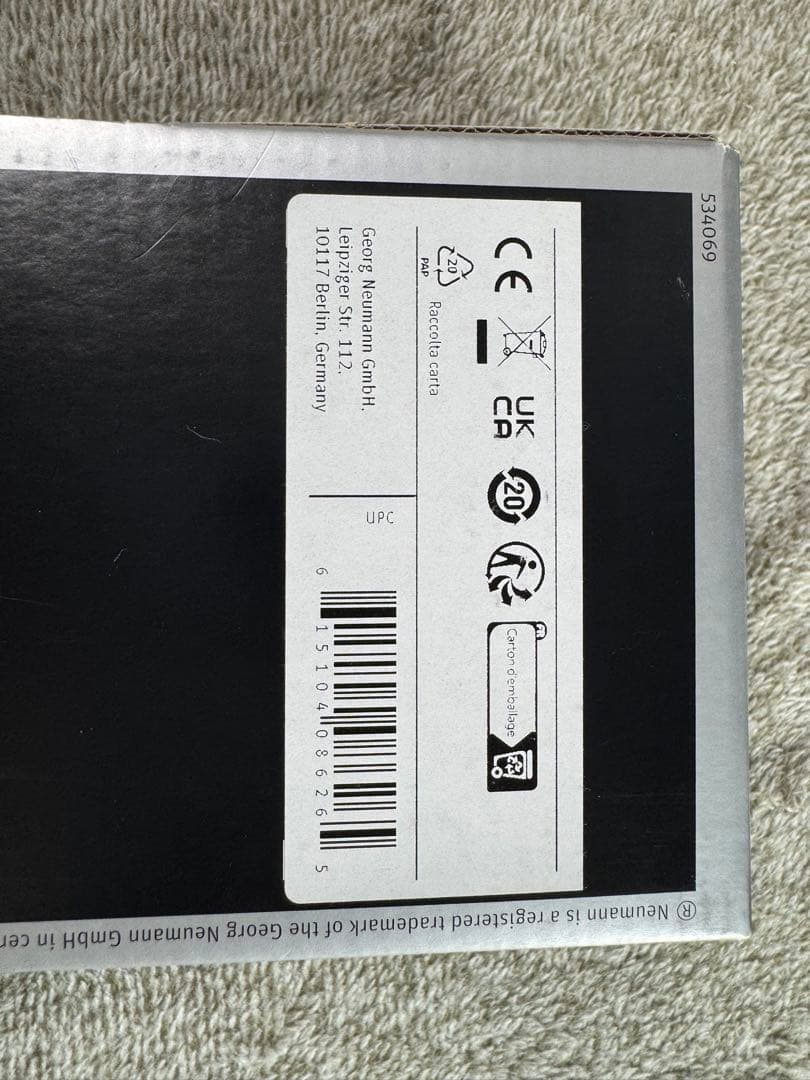 534069
CE
UK
CA
20
Carton d'emballage
20
PAP
Raccolta carta
Georg Neumann GmbH,
Leipziger Str. 112,
10117 Berlin, Germany
UPC
6 15104 08626 5
® Neumann is a registered trademark of the Georg Neumann GmbH in cer